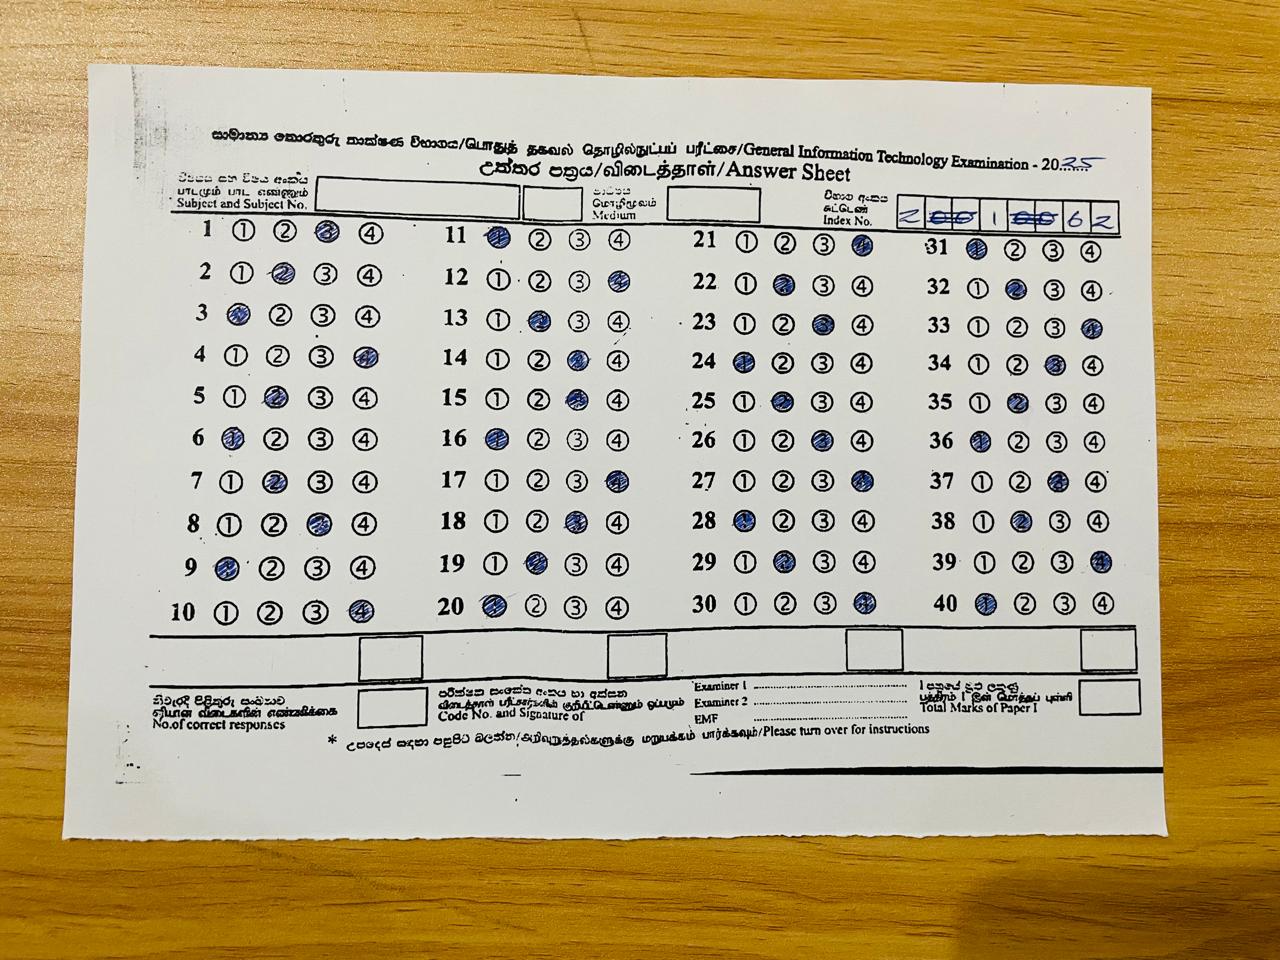 සාමාන්‍ය තොරතුරු තාක්ෂණ විභාගය/பொதுத் தகவல் தொழில்நுட்பப் பரீட்சை/General Information Technology Examination - 2025
උත්තර පත්‍රය/விடைத்தாள்/Answer Sheet
විෂයය සහ විෂය අංකය
பாடமும் பாட எண்ணும்
Subject and Subject No.
මාධ්‍යය
மொழிமூலம்
Medium
විභාග අංකය
சுட்டெண்
Index No.
2 1 6 2
1 ① ② ③ ④ 11 ① ② ③ ④ 21 ① ② ③ ④ 31 ① ② ③ ④
2 ① ② ③ ④ 12 ① ② ③ ④ 22 ① ② ③ ④ 32 ① ② ③ ④
3 ① ② ③ ④ 13 ① ② ③ ④ 23 ① ② ③ ④ 33 ① ② ③ ④
4 ① ② ③ ④ 14 ① ② ③ ④ 24 ① ② ③ ④ 34 ① ② ③ ④
5 ① ② ③ ④ 15 ① ② ③ ④ 25 ① ② ③ ④ 35 ① ② ③ ④
6 ① ② ③ ④ 16 ① ② ③ ④ 26 ① ② ③ ④ 36 ① ② ③ ④
7 ① ② ③ ④ 17 ① ② ③ ④ 27 ① ② ③ ④ 37 ① ② ③ ④
8 ① ② ③ ④ 18 ① ② ③ ④ 28 ① ② ③ ④ 38 ① ② ③ ④
9 ① ② ③ ④ 19 ① ② ③ ④ 29 ① ② ③ ④ 39 ① ② ③ ④
10 ① ② ③ ④ 20 ① ② ③ ④ 30 ① ② ③ ④ 40 ① ② ③ ④
නිවැරදි පිළිතුරු සංඛ්‍යාව
சரியான விடைகளின் எண்ணிக்கை
No.of correct responses
පරීක්ෂක සංකේත අංකය හා අත්සන
விடைத்தாள் பரீட்சகர்களின் குறியீட்டெண்ணும் ஒப்பமும்
Code No. and Signature of
Examiner 1
Examiner 2
EMF
I පත්‍රයේ මුළු ලකුණු
பத்திரம் I இன் மொத்தப் புள்ளி
Total Marks of Paper I
* උපදෙස් සඳහා පසුපිට බලන්න/அறிவுறுத்தல்களுக்கு மறுபக்கம் பார்க்கவும்/Please turn over for instructions